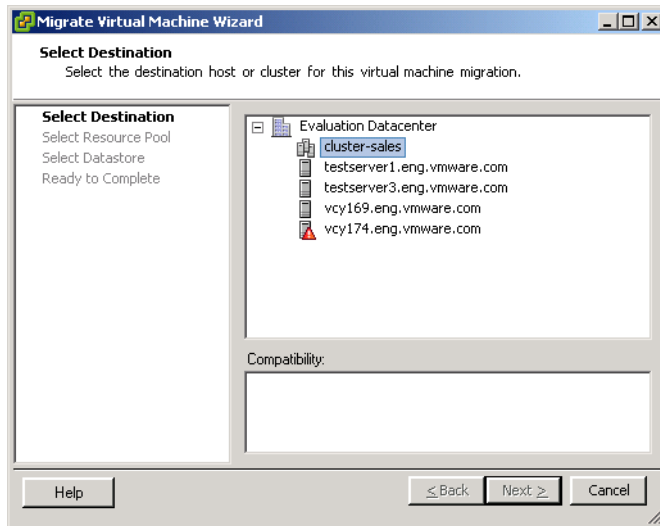 Migrate Virtual Machine Wizard
Select Destination
Select the destination host or cluster for this virtual machine migration.
Select Destination
Select Resource Pool
Select Datastore
Ready to Complete
Evaluation Datacenter
cluster-sales
testserver1.eng.vmware.com
testserver3.eng.vmware.com
vcy169.eng.vmware.com
vcy174.eng.vmware.com
Compatibility:
Help
< Back
Next >
Cancel